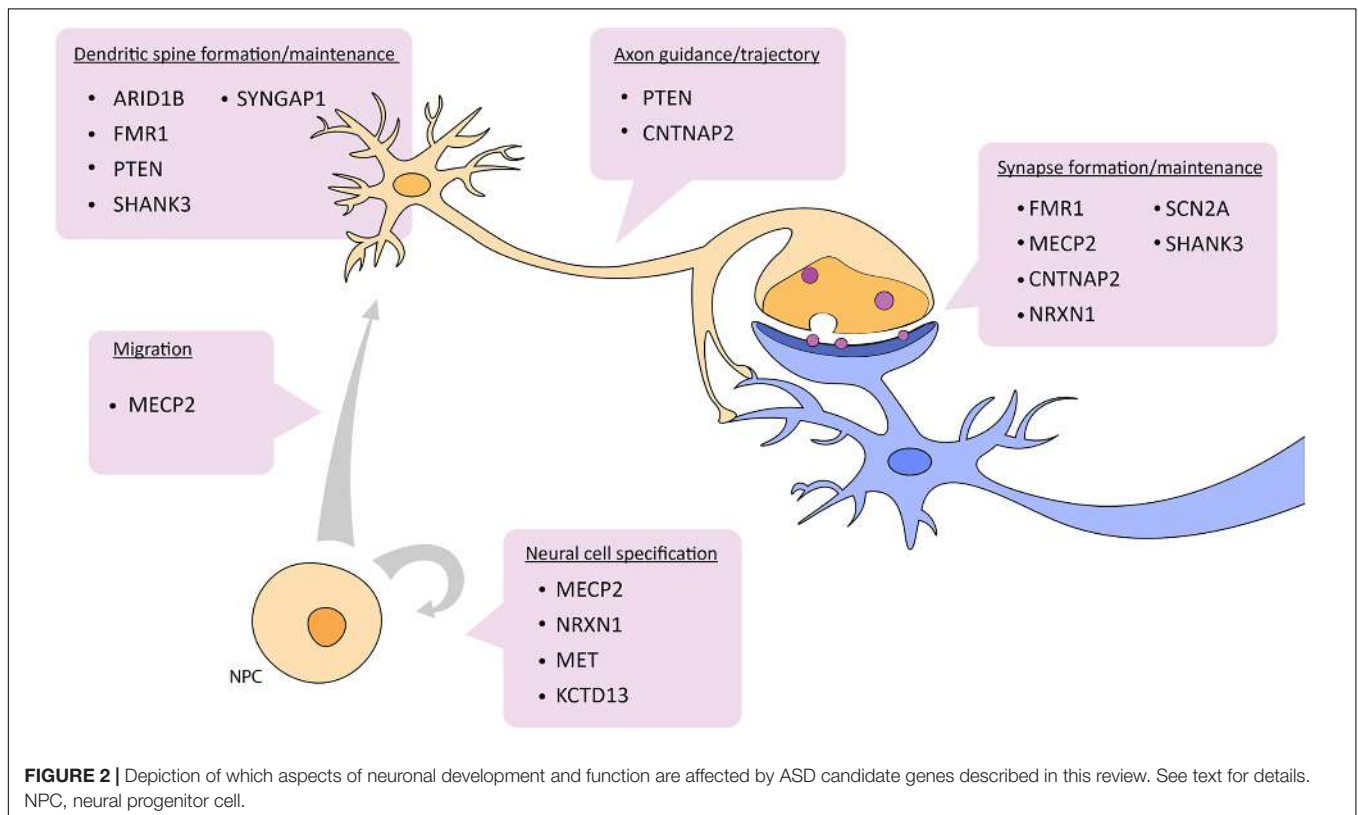 Dendritic spine formation/maintenance
• ARID1B • SYNGAP1
• FMR1
• PTEN
• SHANK3
Axon guidance/trajectory
• PTEN
• CNTNAP2
Synapse formation/maintenance
• FMR1 • SCN2A
• MECP2 • SHANK3
• CNTNAP2
• NRXN1
Migration
• MECP2
Neural cell specification
• MECP2
• NRXN1
• MET
• KCTD13
NPC
FIGURE 2 | Depiction of which aspects of neuronal development and function are affected by ASD candidate genes described in this review. See text for details.
NPC, neural progenitor cell.